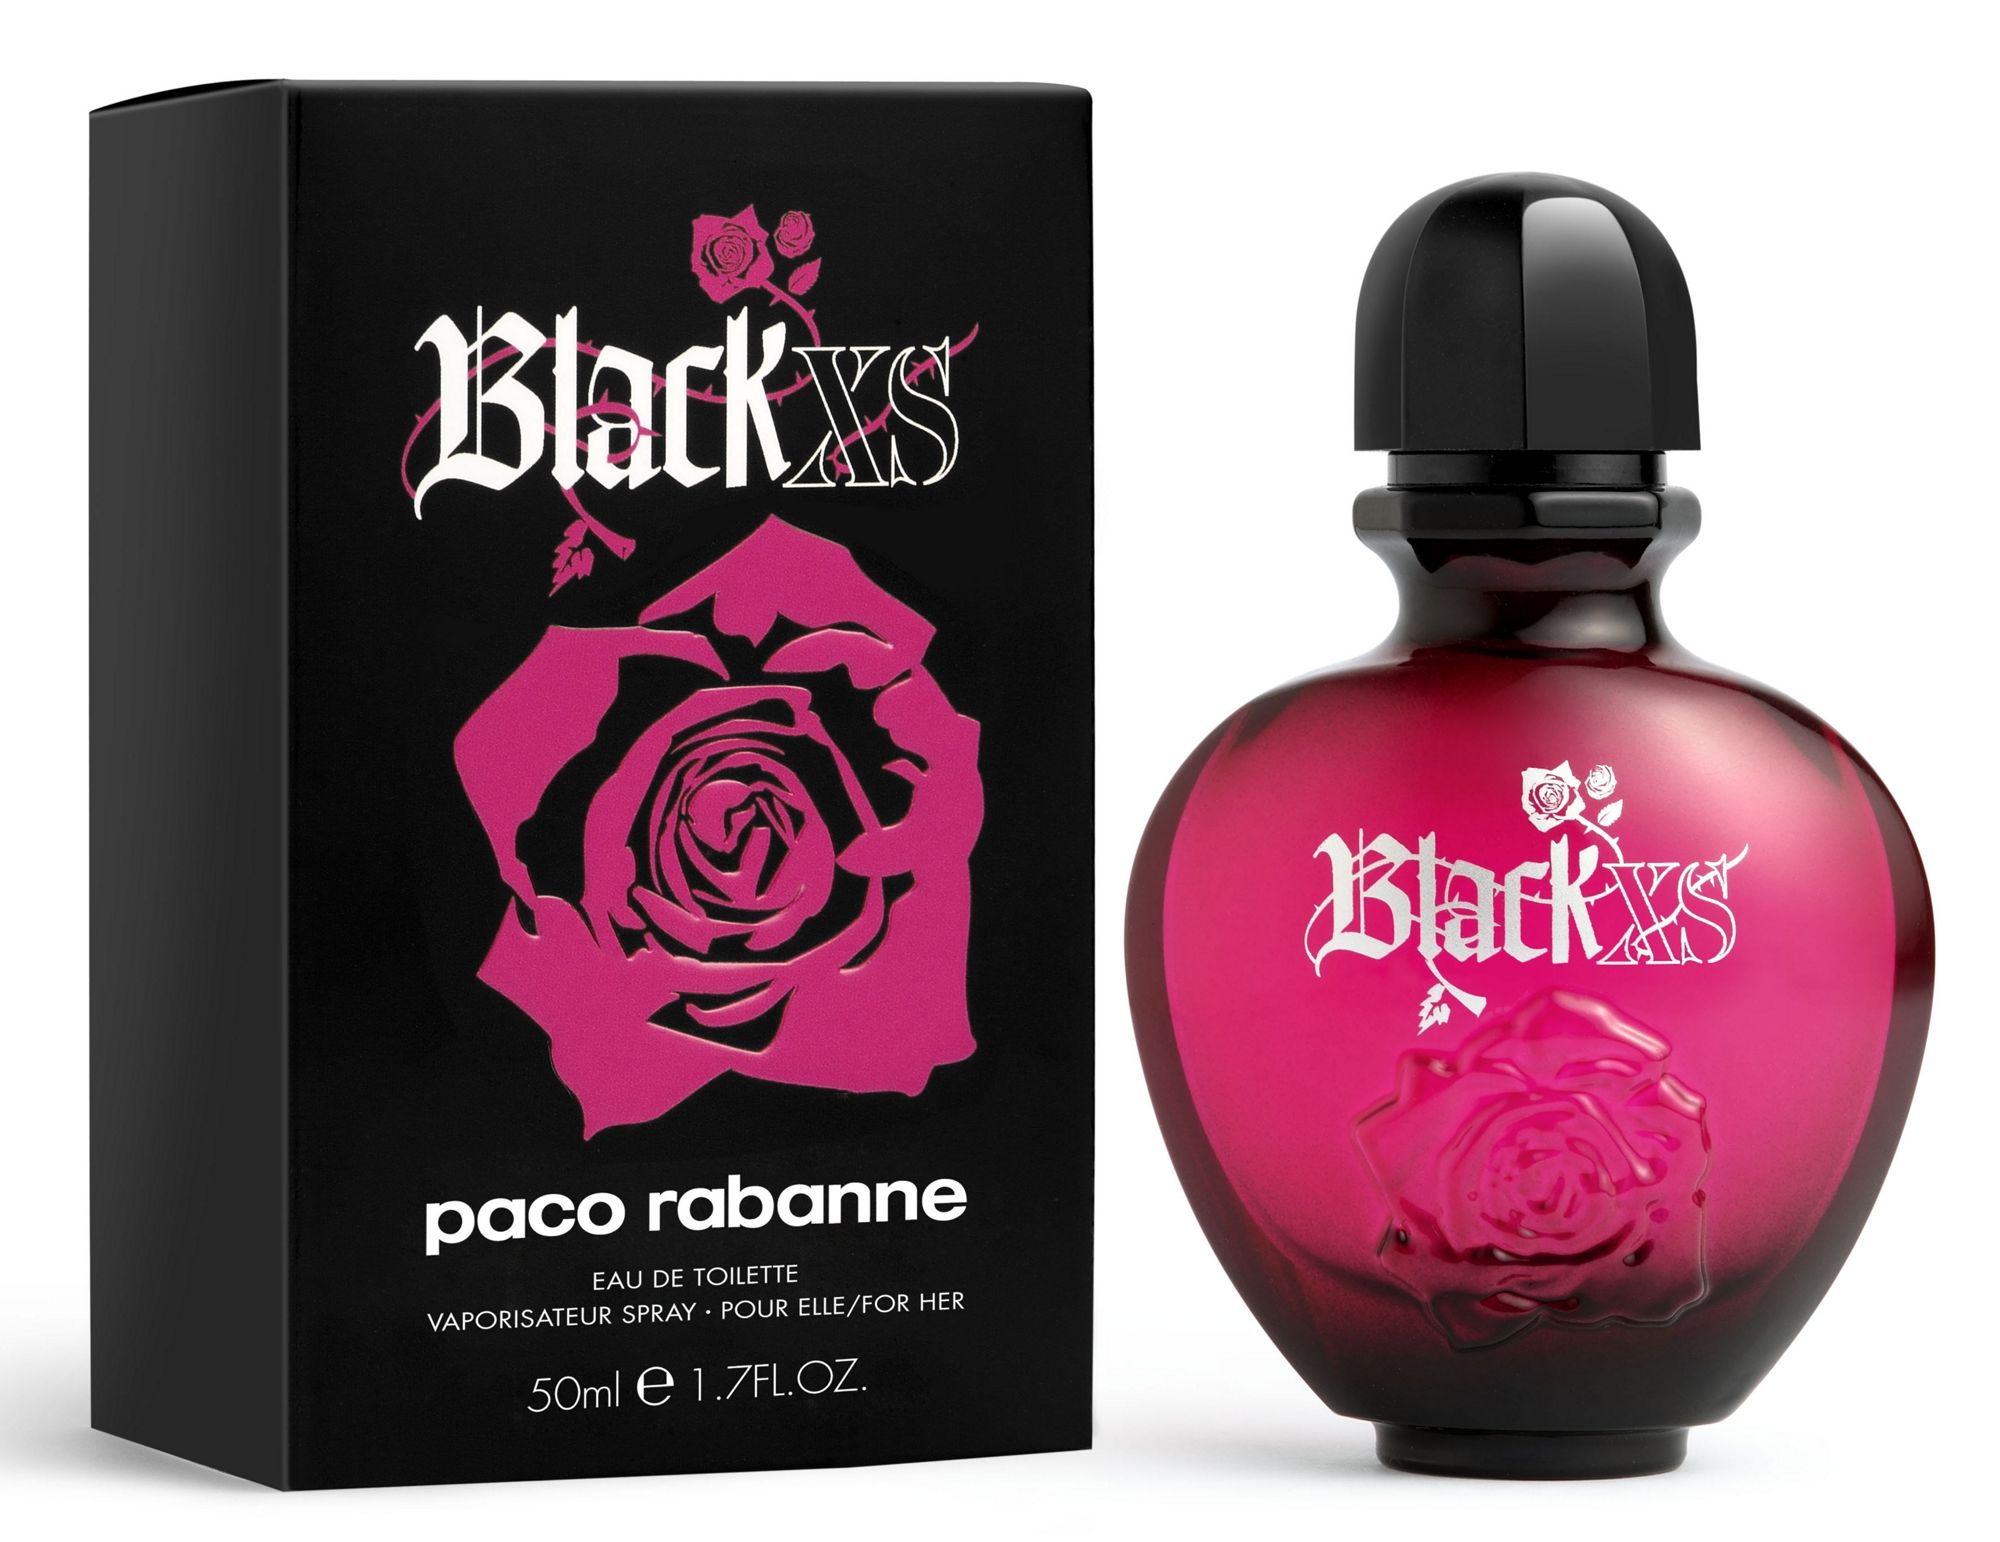 Black XS
paco rabanne
EAU DE TOILETTE
VAPORISATEUR SPRAY • POUR ELLE/FOR HER
50ml ℮ 1.7FL.OZ.
Black XS